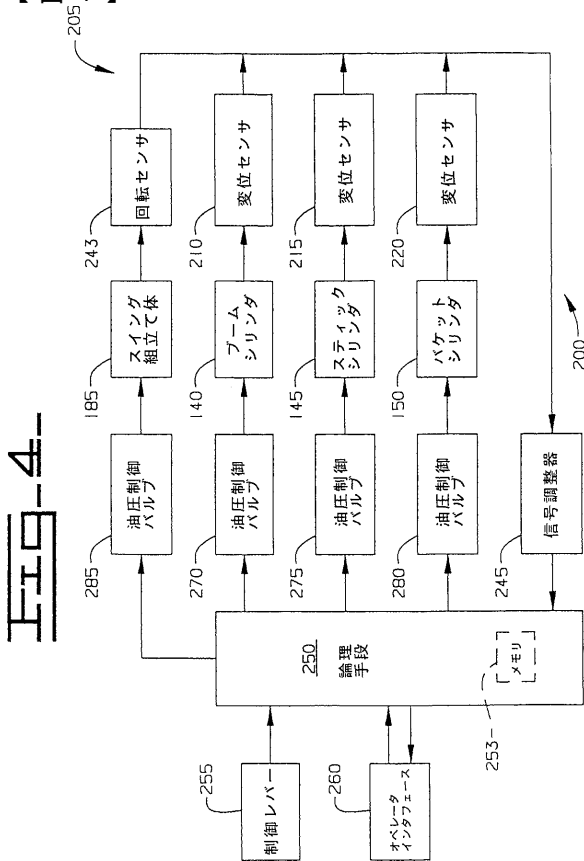 Fig-4-
205
243
回転センサ
210
変位センサ
215
変位センサ
220
変位センサ
185
スイング
組立て体
140
ブーム
シリンダ
145
スティック
シリンダ
150
バケット
シリンダ
200
285
油圧制御
バルブ
270
油圧制御
バルブ
275
油圧制御
バルブ
280
油圧制御
バルブ
245
信号調整器
250
論理
手段
253
メモリ
255
制御レバー
260
オペレータ
インタフェース